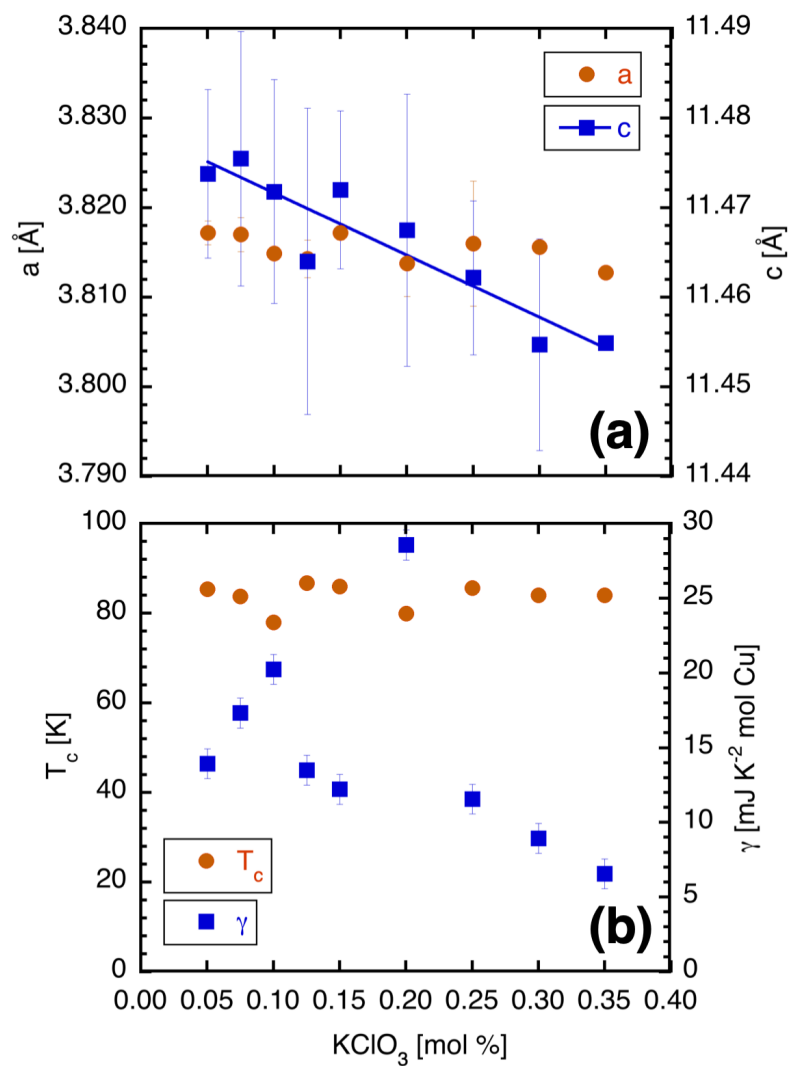 3.840
3.830
3.820
3.810
3.800
3.790
a [Å]
11.49
11.48
11.47
11.46
11.45
11.44
c [Å]
a
c
(a)
100
80
60
40
20
0
T_c [K]
30
25
20
15
10
5
0
γ [mJ K⁻² mol Cu]
T_c
γ
(b)
0.00 0.05 0.10 0.15 0.20 0.25 0.30 0.35 0.40
KClO₃ [mol %]